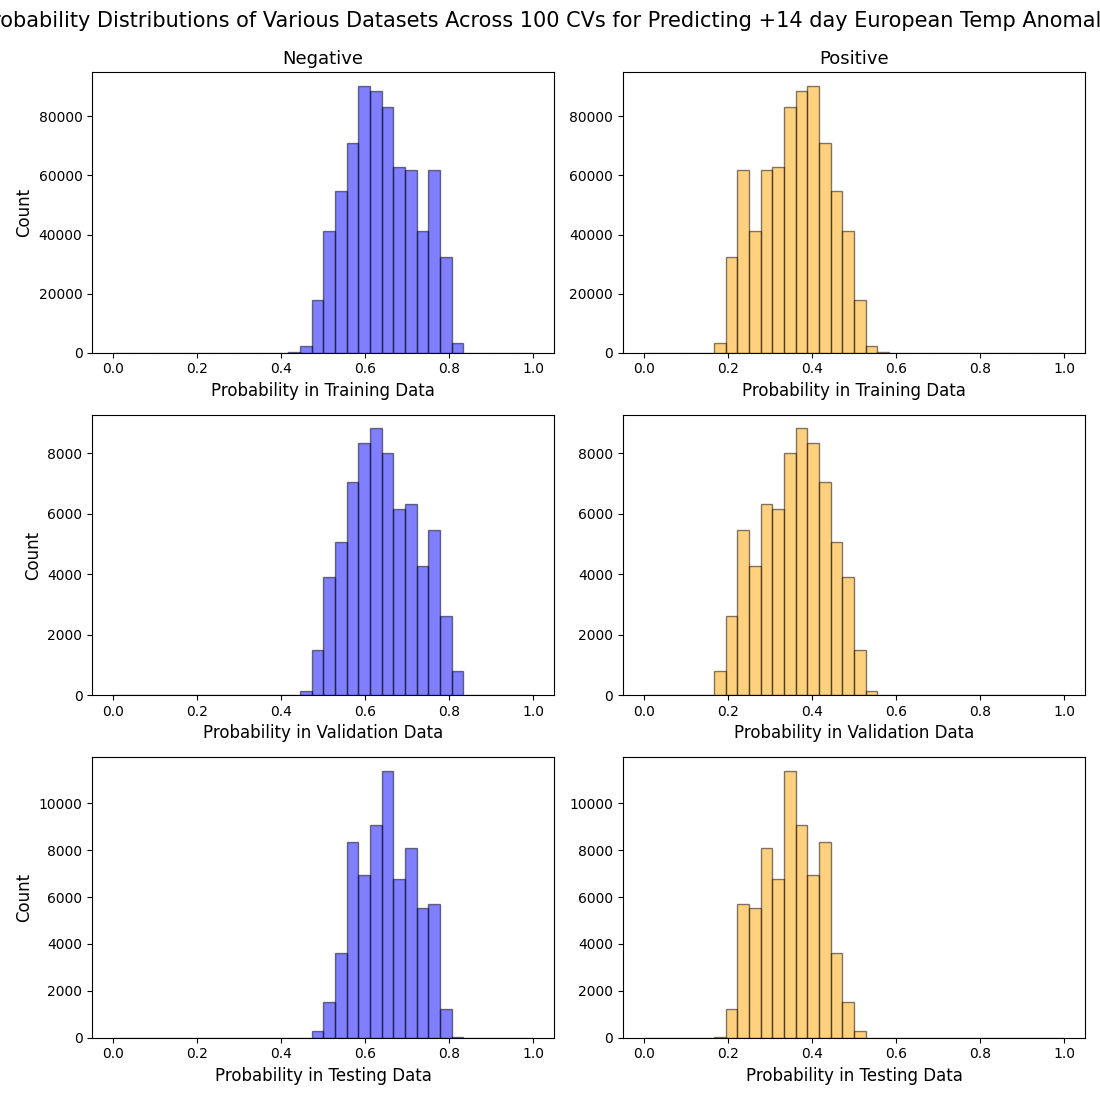 robability Distributions of Various Datasets Across 100 CVs for Predicting +14 day European Temp Anomal
Negative
Positive
Count
80000
60000
40000
20000
0
0.0 0.2 0.4 0.6 0.8 1.0
Probability in Training Data
80000
60000
40000
20000
0
0.0 0.2 0.4 0.6 0.8 1.0
Probability in Training Data
Count
8000
6000
4000
2000
0
0.0 0.2 0.4 0.6 0.8 1.0
Probability in Validation Data
8000
6000
4000
2000
0
0.0 0.2 0.4 0.6 0.8 1.0
Probability in Validation Data
Count
10000
8000
6000
4000
2000
0
0.0 0.2 0.4 0.6 0.8 1.0
Probability in Testing Data
10000
8000
6000
4000
2000
0
0.0 0.2 0.4 0.6 0.8 1.0
Probability in Testing Data